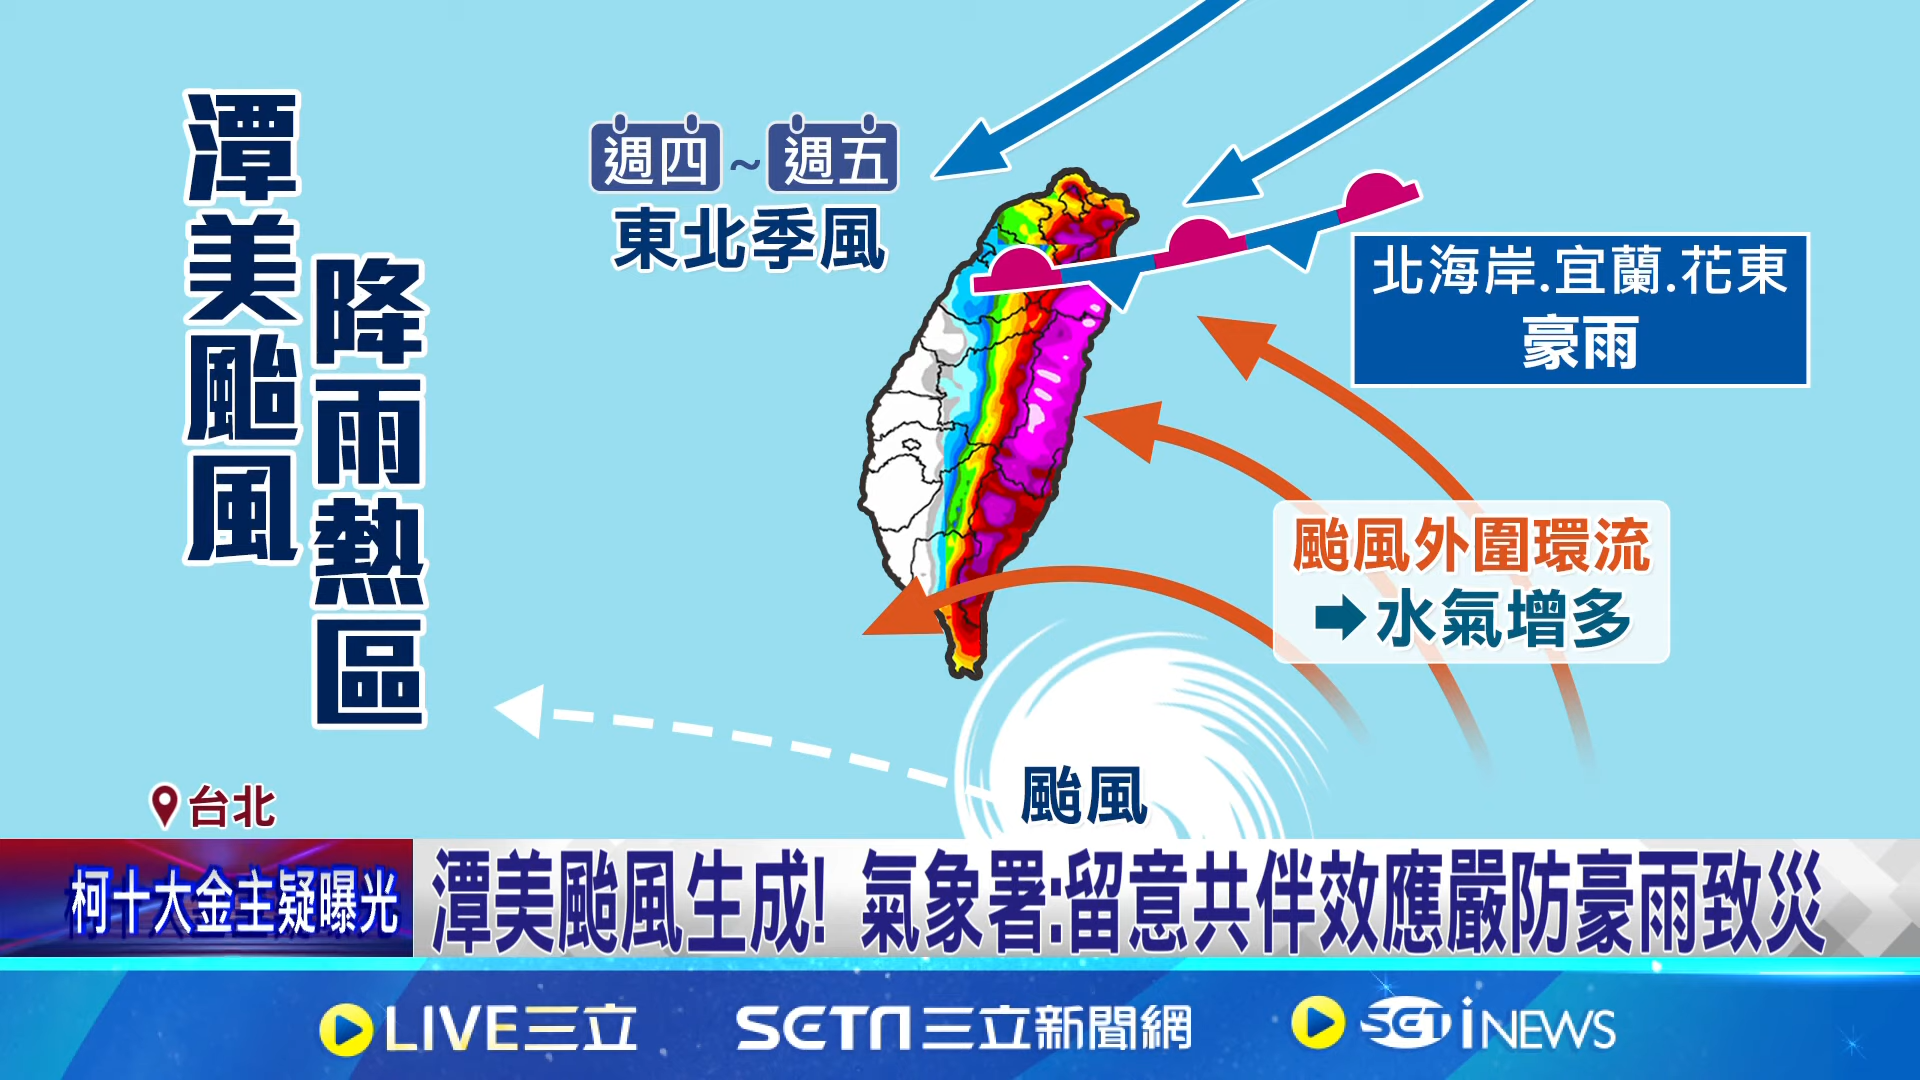 潭美颱風
降雨熱區
週四~週五
東北季風
北海岸.宜蘭.花東
豪雨
颱風外圍環流
➡水氣增多
颱風
台北
柯十大金主疑曝光
潭美颱風生成! 氣象署:留意共伴效應嚴防豪雨致災
LIVE三立
SETN三立新聞網
SETiNEWS